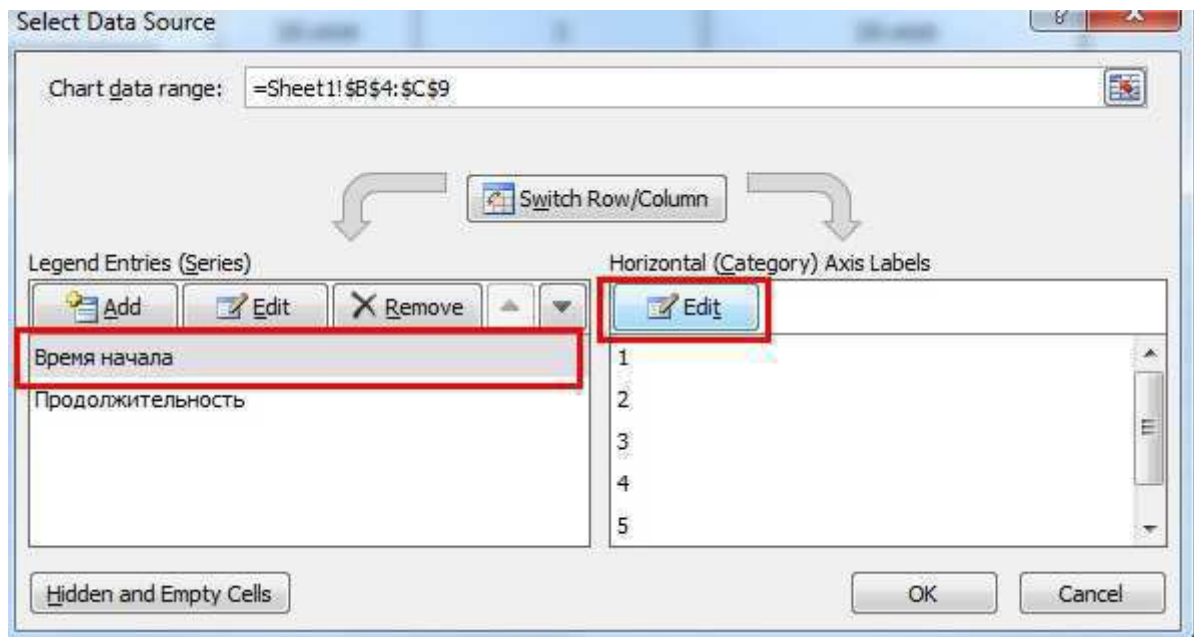 Select Data Source
Chart data range: =Sheet1!$B$4:$C$9
Switch Row/Column
Legend Entries (Series)
Add Edit Remove
Время начала
Продолжительность
Horizontal (Category) Axis Labels
Edit
1
2
3
4
5
Hidden and Empty Cells
OK Cancel